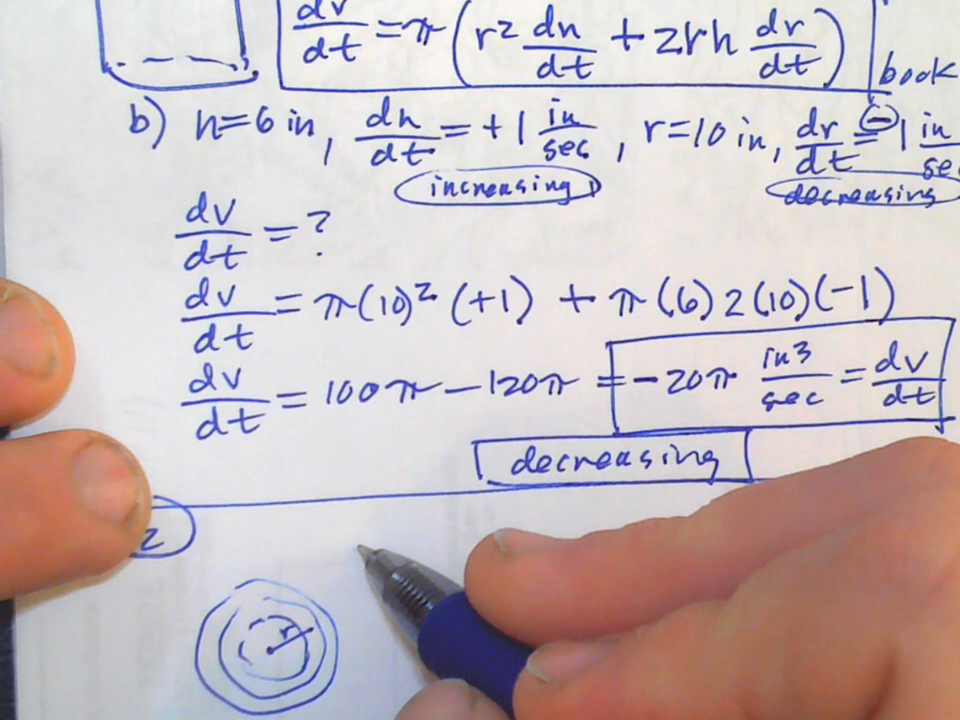 dv/dt = π(r² dh/dt + 2rh dr/dt)
book
b) h=6 in, dh/dt = +1 in/sec, r=10 in, dr/dt = -1 in/sec
increasing decreasing
dv/dt = ?
dv/dt = π(10)² (+1) + π(6)2(10)(-1)
dv/dt = 100π - 120π = -20π in3/sec = dv/dt
decreasing
2
r